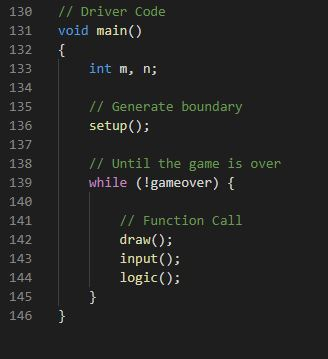 130 // Driver Code
131 void main()
132 {
133     int m, n;
134
135     // Generate boundary
136     setup();
137
138     // Until the game is over
139     while (!gameover) {
140
141         // Function Call
142         draw();
143         input();
144         logic();
145     }
146 }